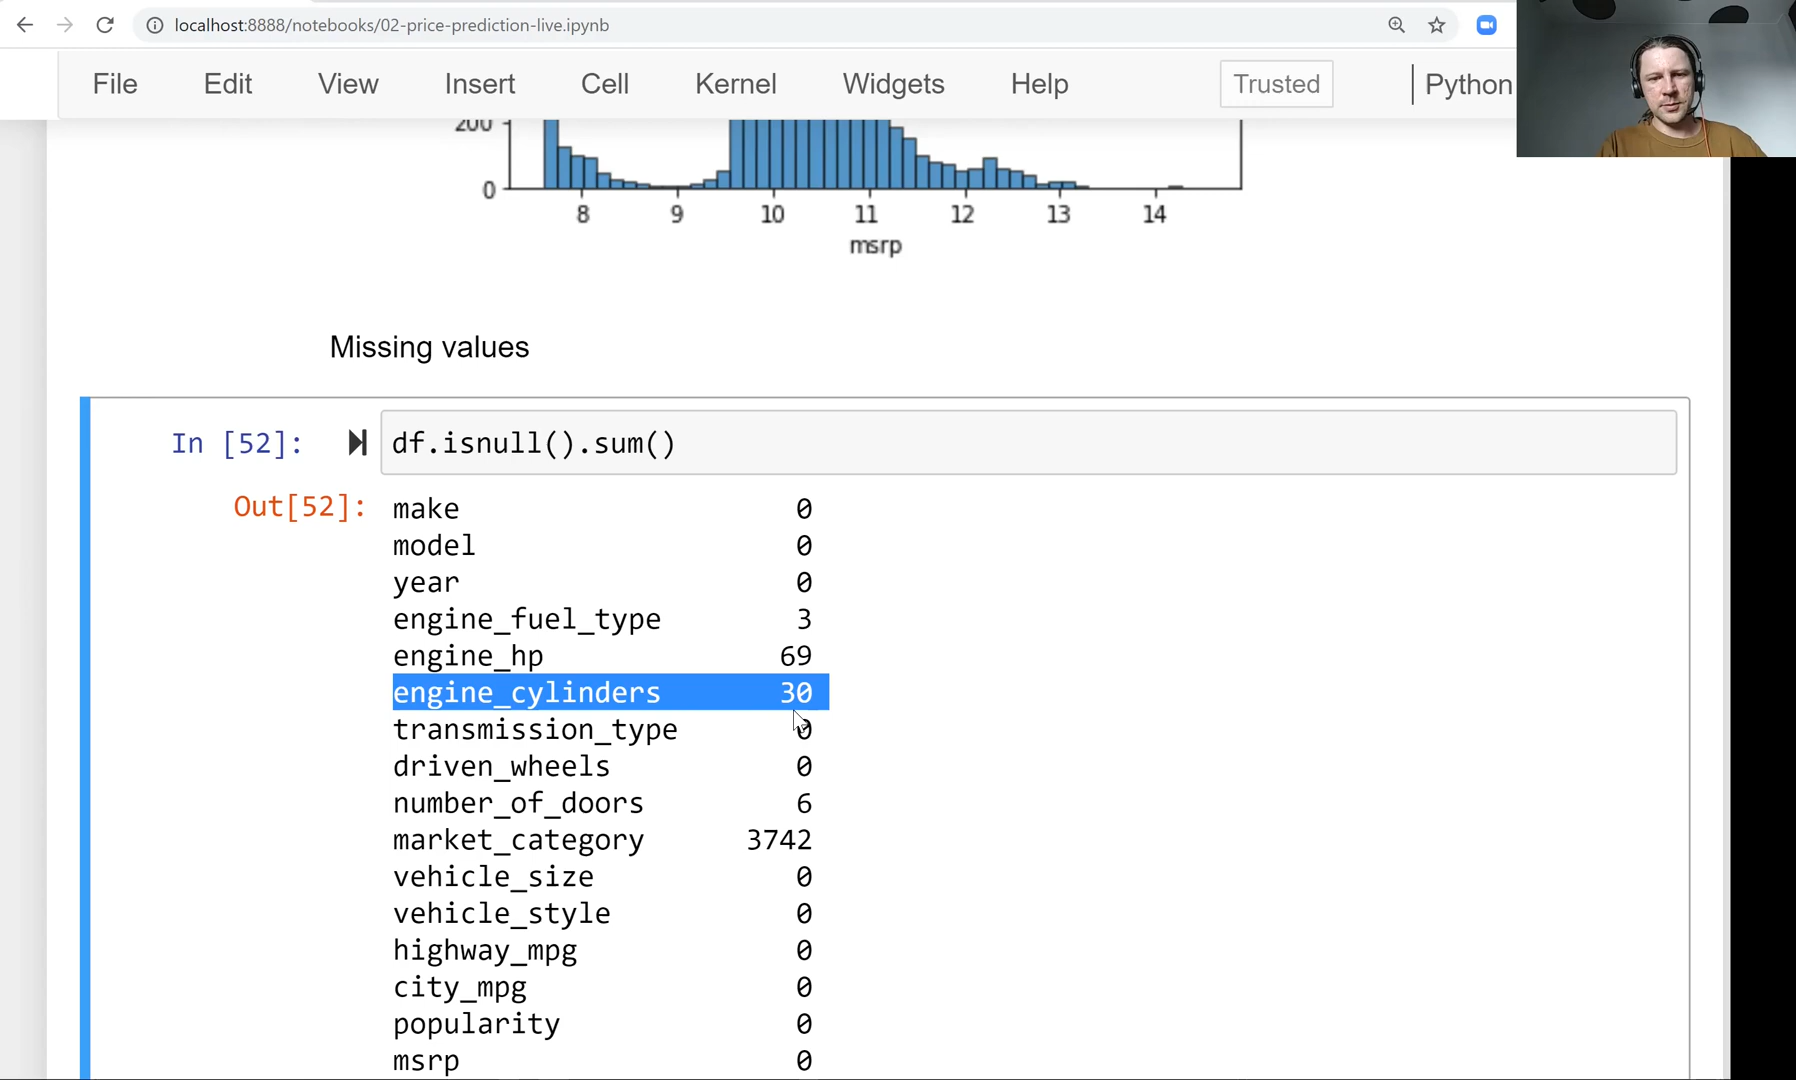 localhost:8888/notebooks/02-price-prediction-live.ipynb
File Edit View Insert Cell Kernel Widgets Help Trusted Python
200
0
8 9 10 11 12 13 14
msrp
Missing values
In [52]: df.isnull().sum()
Out[52]: make 0
model 0
year 0
engine_fuel_type 3
engine_hp 69
engine_cylinders 30
transmission_type 0
driven_wheels 0
number_of_doors 6
market_category 3742
vehicle_size 0
vehicle_style 0
highway_mpg 0
city_mpg 0
popularity 0
msrp 0